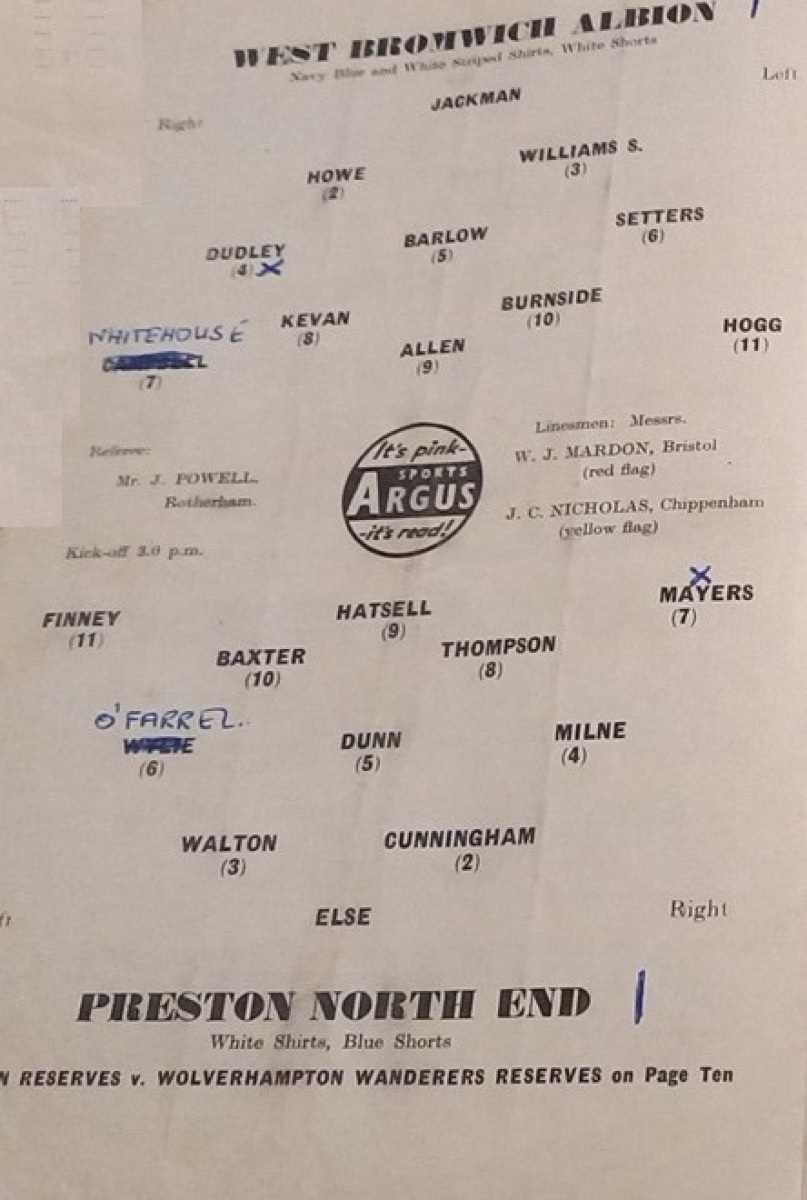 WEST BROMWICH ALBION |
Navy Blue and White Striped Shirts, White Shorts
Right
Left
JACKMAN
HOWE
(2)
WILLIAMS S.
(3)
DUDLEY
(4) X
BARLOW
(5)
SETTERS
(6)
WHITEHOUSE
(7)
KEVAN
(8)
ALLEN
(9)
BURNSIDE
(10)
HOGG
(11)
Referee:
Mr. J. POWELL.
Rotherham.
Kick-off 3.0 p.m.
It's pink-
SPORTS
ARGUS
-it's read!
Linesmen: Messrs.
W. J. MARDON, Bristol
(red flag)
J. C. NICHOLAS, Chippenham
(yellow flag)
FINNEY
(11)
BAXTER
(10)
HATSELL
(9)
THOMPSON
(8)
X
MAYERS
(7)
O'FARREL.
WYLIE
(6)
DUNN
(5)
MILNE
(4)
WALTON
(3)
CUNNINGHAM
(2)
ELSE
Right
PRESTON NORTH END |
White Shirts, Blue Shorts
N RESERVES v. WOLVERHAMPTON WANDERERS RESERVES on Page Ten